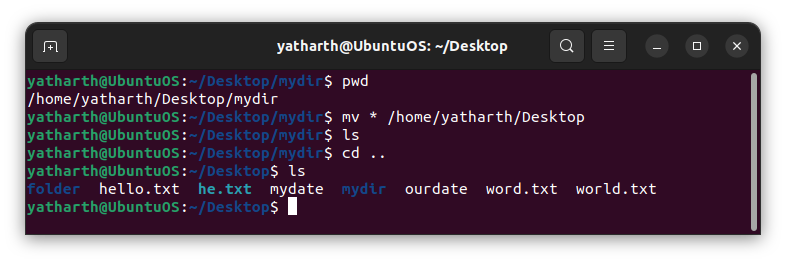 yatharth@UbuntuOS: ~/Desktop
yatharth@UbuntuOS:~/Desktop/mydir$ pwd
/home/yatharth/Desktop/mydir
yatharth@UbuntuOS:~/Desktop/mydir$ mv * /home/yatharth/Desktop
yatharth@UbuntuOS:~/Desktop/mydir$ ls
yatharth@UbuntuOS:~/Desktop/mydir$ cd ..
yatharth@UbuntuOS:~/Desktop$ ls
folder  hello.txt  he.txt  mydate  mydir  ourdate  word.txt  world.txt
yatharth@UbuntuOS:~/Desktop$